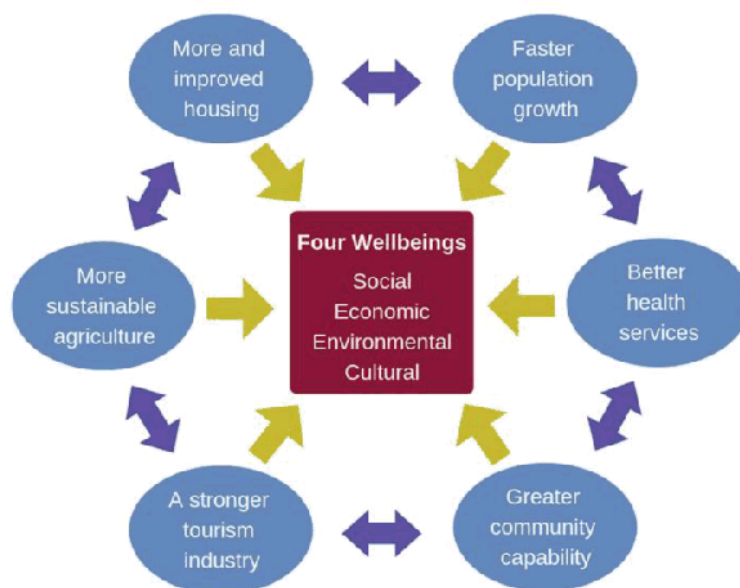 More and
improved
housing
Faster
population
growth
Four Wellbeings
Social
Economic
Environmental
Cultural
More
sustainable
agriculture
Better
health
services
A stronger
tourism
industry
Greater
community
capability